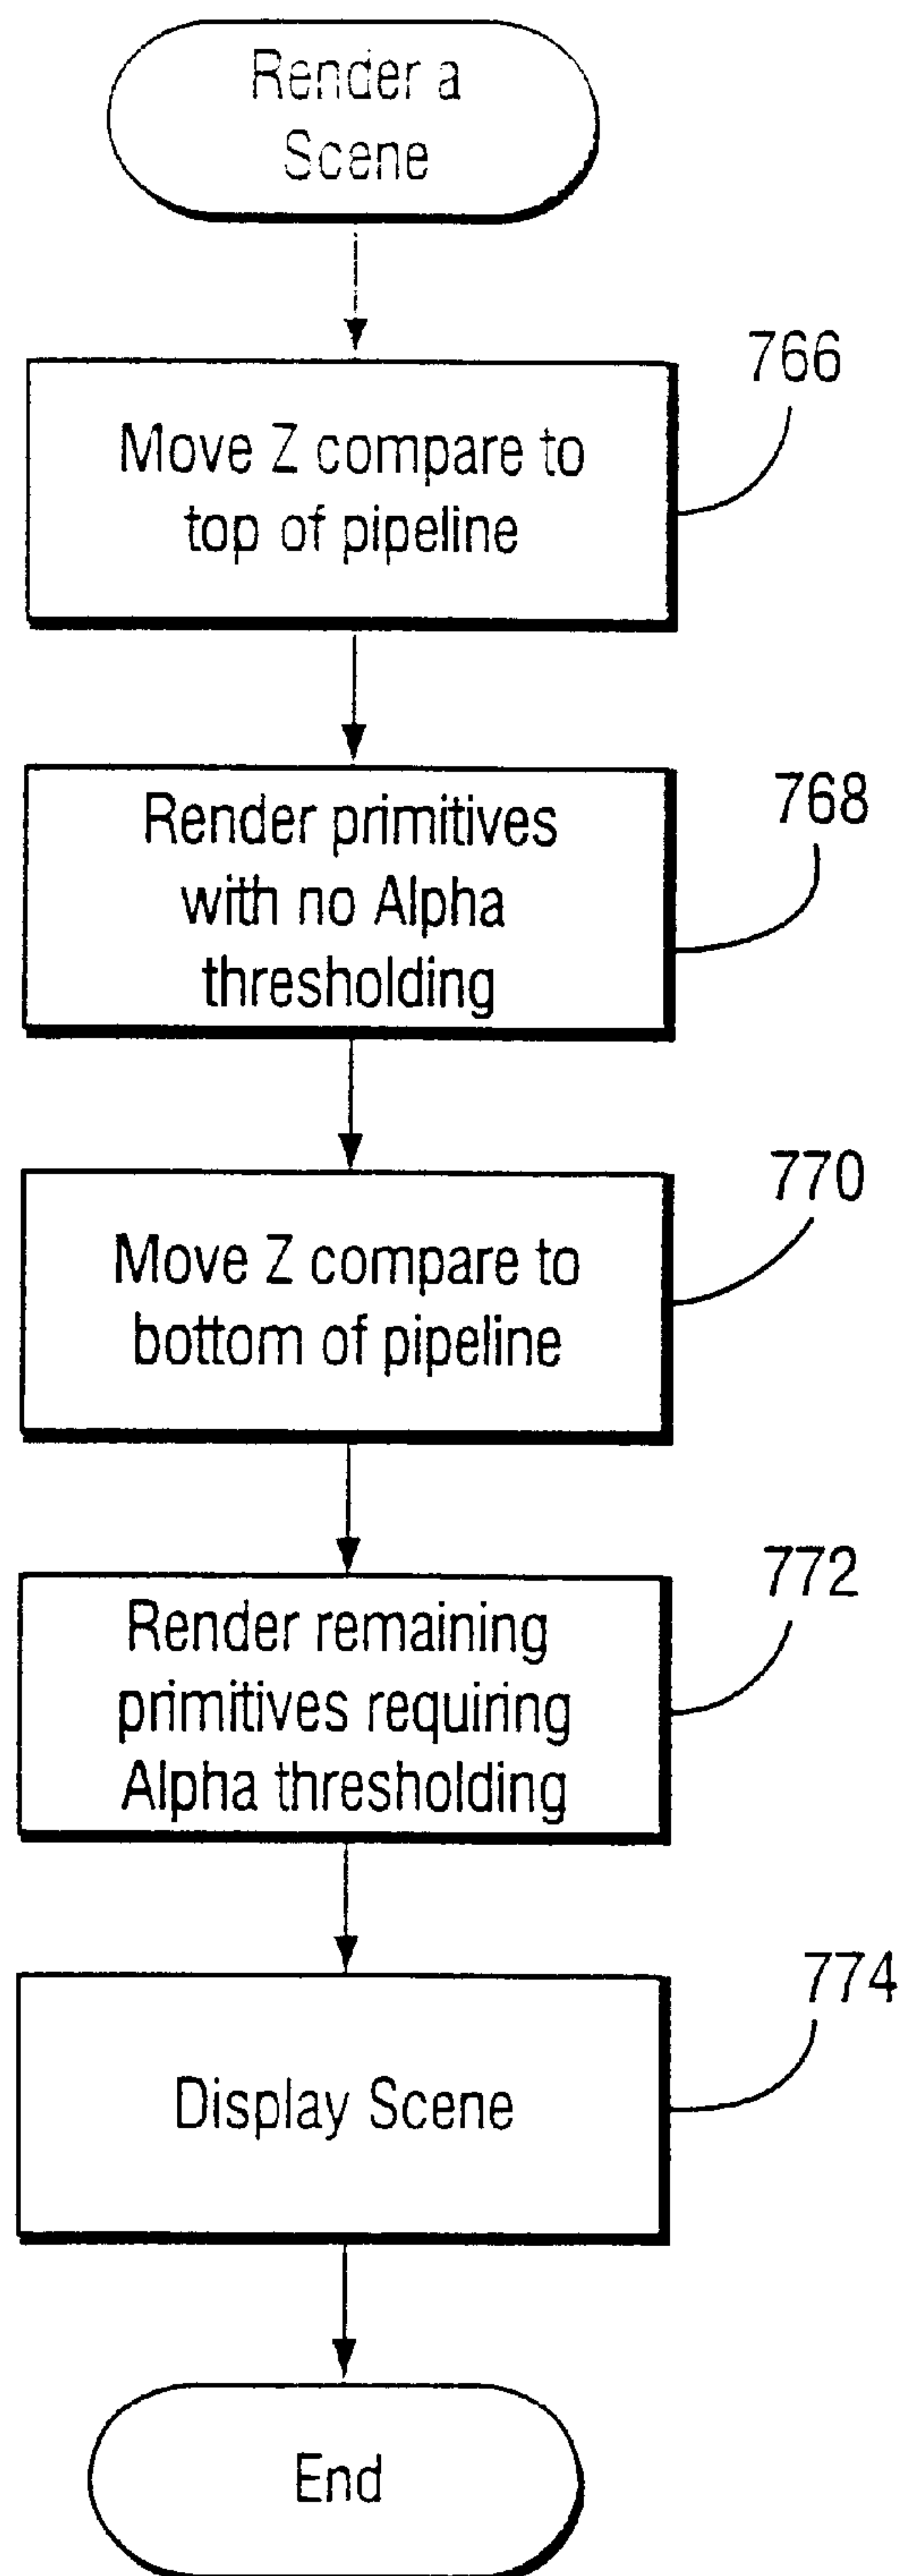 Render a
Scene
766
Move Z compare to
top of pipeline
768
Render primitives
with no Alpha
thresholding
770
Move Z compare to
bottom of pipeline
772
Render remaining
primitives requiring
Alpha thresholding
774
Display Scene
End